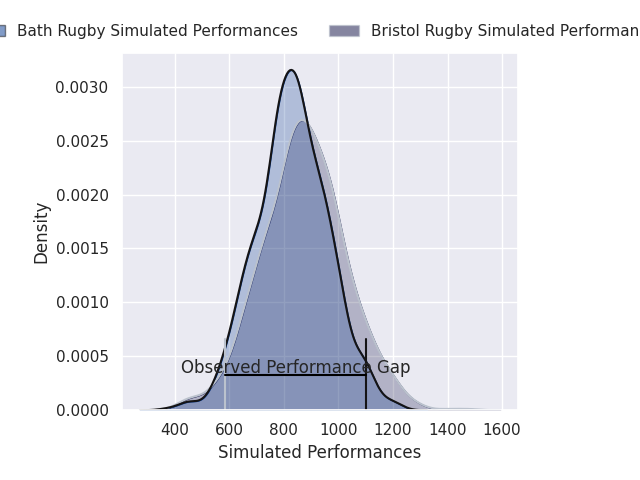 Bath Rugby Simulated Performances Bristol Rugby Simulated
0.0030
0.0025
0.0020
0.0015
0.0010
0.0005
0.0000
Density
Observed Performance Gap
400 600 800 1000 1200 1400 1600
Simulated Performances